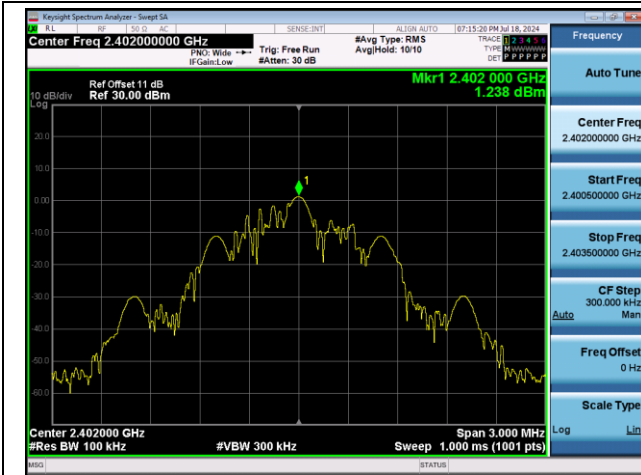 Keysight Spectrum Analyzer - Swept SA
RL RF 50 Ω AC SENSE:INT ALIGN AUTO 07:15:20 PM Jul 18, 2024
Center Freq 2.402000000 GHz
PNO: Wide
IFGain:Low
Trig: Free Run
#Atten: 30 dB
#Avg Type: RMS
Avg|Hold: 10/10
TRACE 1 2 3 4 5 6
TYPE M WWWWW
DET P P P P P P
Frequency
Ref Offset 11 dB
Ref 30.00 dBm
10 dB/div
Log
Mkr1 2.402 000 GHz
1.238 dBm
20.0
10.0
0.00
-10.0
-20.0
-30.0
-40.0
-50.0
-60.0
1
Center 2.402000 GHz
#Res BW 100 kHz
#VBW 300 kHz
Span 3.000 MHz
Sweep 1.000 ms (1001 pts)
Auto Tune
Center Freq
2.402000000 GHz
Start Freq
2.400500000 GHz
Stop Freq
2.403500000 GHz
CF Step
300.000 kHz
Auto Man
Freq Offset
0 Hz
Scale Type
Log Lin
MSG STATUS